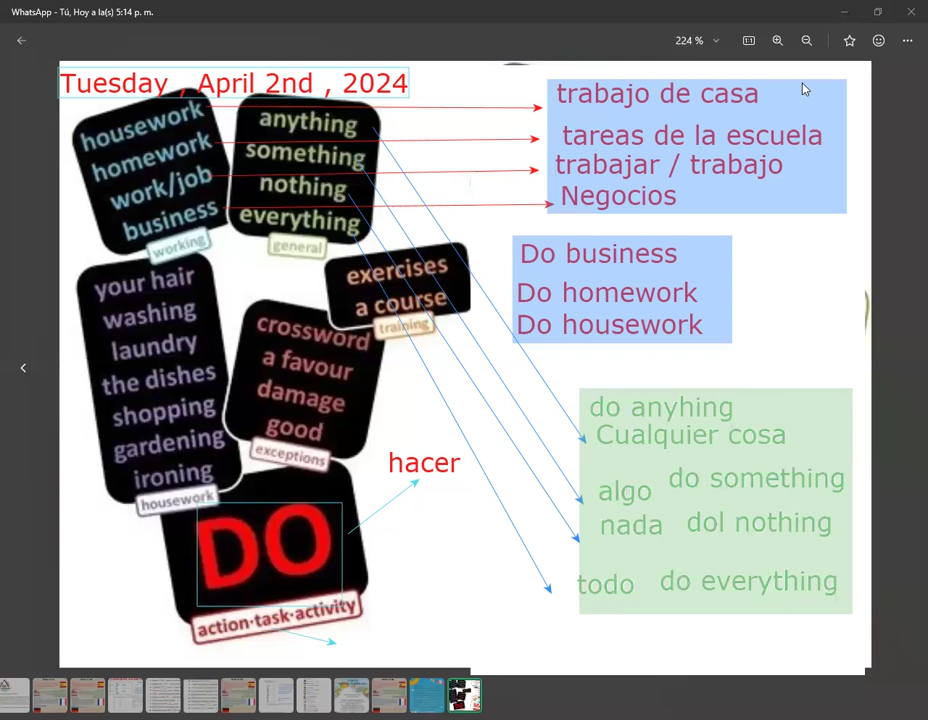 WhatsApp - Tú, Hoy a la(s) 5:14 p. m.
224 %
1:1
Tuesday , April 2nd , 2024
housework
homework
work/job
business
working
anything
something
nothing
everything
general
exercises
a course
training
your hair
washing
laundry
the dishes
shopping
gardening
ironing
housework
crossword
a favour
damage
good
exceptions
hacer
DO
action·task·activity
trabajo de casa
tareas de la escuela
trabajar / trabajo
Negocios
Do business
Do homework
Do housework
do anyhing
Cualquier cosa
algo do something
nada dol nothing
todo do everything